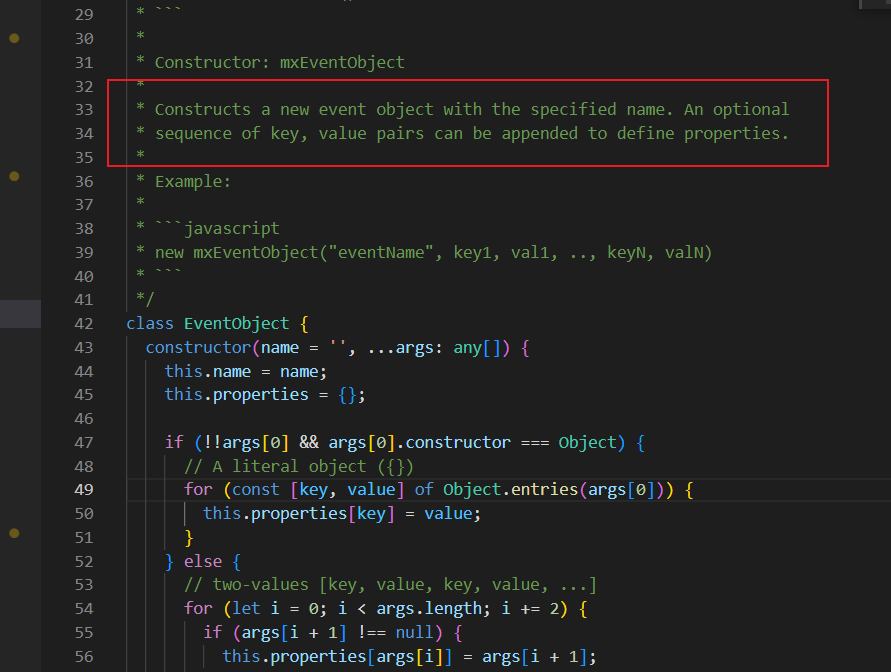 29 * ```
30 *
31 * Constructor: mxEventObject
32 *
33 * Constructs a new event object with the specified name. An optional
34 * sequence of key, value pairs can be appended to define properties.
35 *
36 * Example:
37 *
38 * ```javascript
39 * new mxEventObject("eventName", key1, val1, .., keyN, valN)
40 * ```
41 */
42 class EventObject {
43 constructor(name = '', ...args: any[]) {
44 this.name = name;
45 this.properties = {};
46
47 if (!!args[0] && args[0].constructor === Object) {
48 // A literal object ({})
49 for (const [key, value] of Object.entries(args[0])) {
50 this.properties[key] = value;
51 }
52 } else {
53 // two-values [key, value, key, value, ...]
54 for (let i = 0; i < args.length; i += 2) {
55 if (args[i + 1] !== null) {
56 this.properties[args[i]] = args[i + 1];